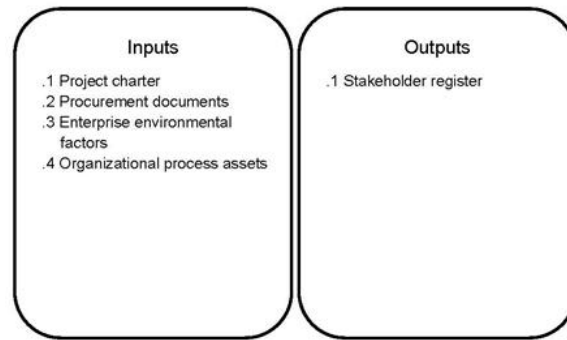 Inputs
.1 Project charter
.2 Procurement documents
.3 Enterprise environmental
factors
.4 Organizational process assets
Outputs
.1 Stakeholder register